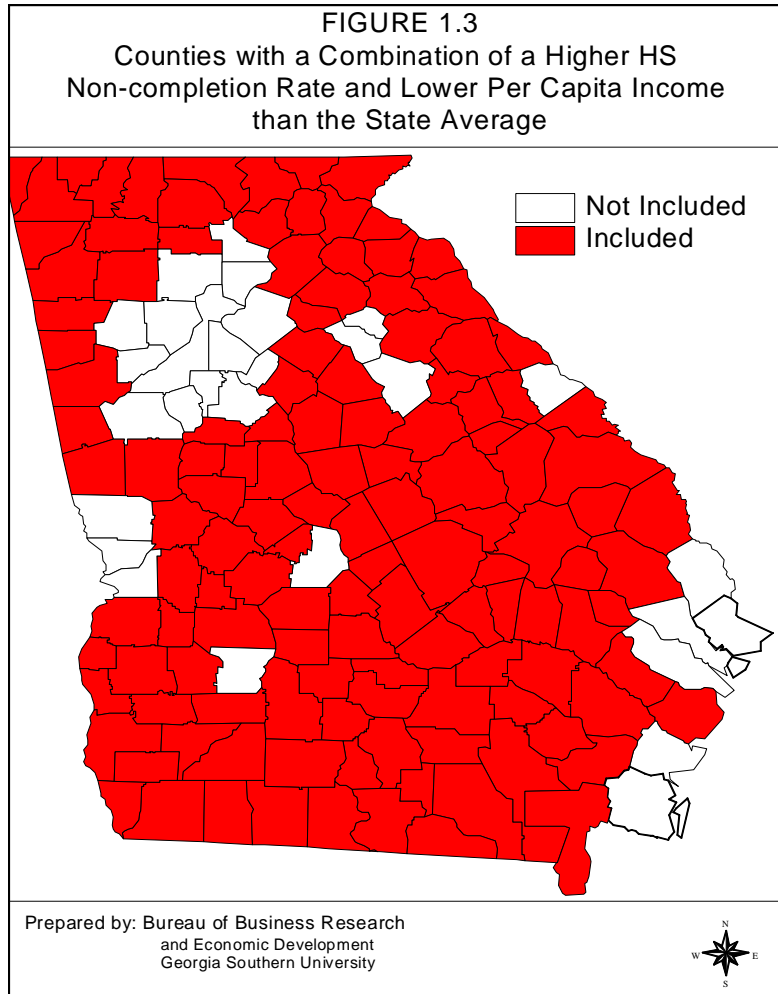 FIGURE 1.3
Counties with a Combination of a Higher HS
Non-completion Rate and Lower Per Capita Income
than the State Average
Not Included
Included
Prepared by: Bureau of Business Research
and Economic Development
Georgia Southern University
N
W E
S